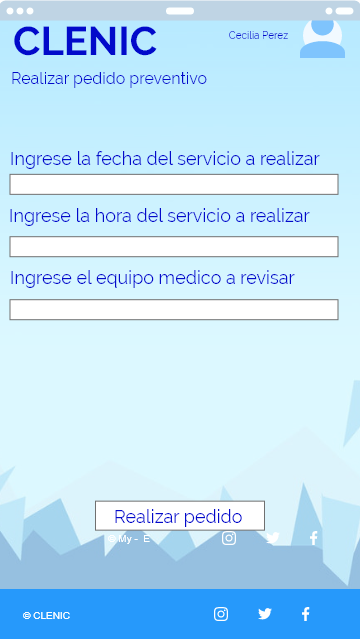 CLENIC
Cecilia Perez
Realizar pedido preventivo
Ingrese la fecha del servicio a realizar
Ingrese la hora del servicio a realizar
Ingrese el equipo medico a revisar
Realizar pedido
© My - E
© CLENIC